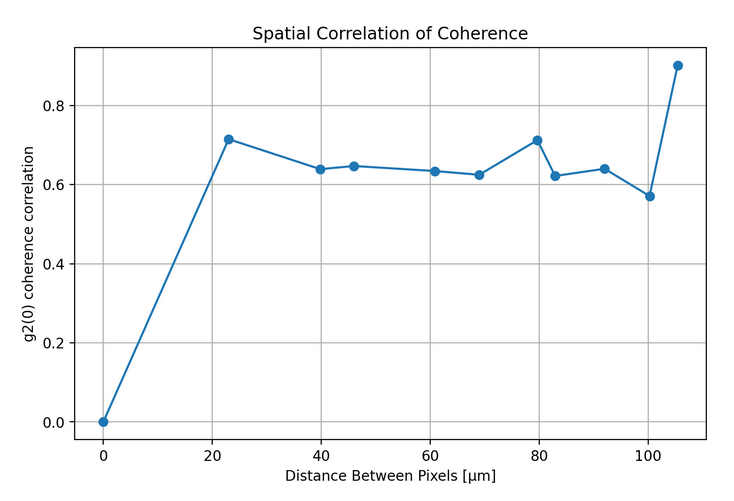 Spatial Correlation of Coherence
g2(0) coherence correlation
0.8
0.6
0.4
0.2
0.0
0 20 40 60 80 100
Distance Between Pixels [µm]